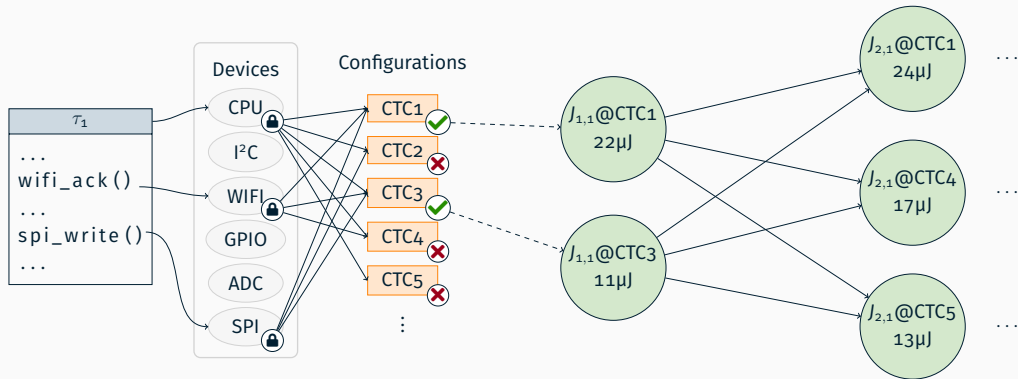 τ₁
...
wifi_ack()
...
spi_write()
...
Devices
CPU
I²C
WIFI
GPIO
ADC
SPI
Configurations
CTC1
CTC2
CTC3
CTC4
CTC5
⋮
J₁,₁@CTC1
22µJ
J₁,₁@CTC3
11µJ
J₂,₁@CTC1
24µJ
...
J₂,₁@CTC4
17µJ
...
J₂,₁@CTC5
13µJ
...